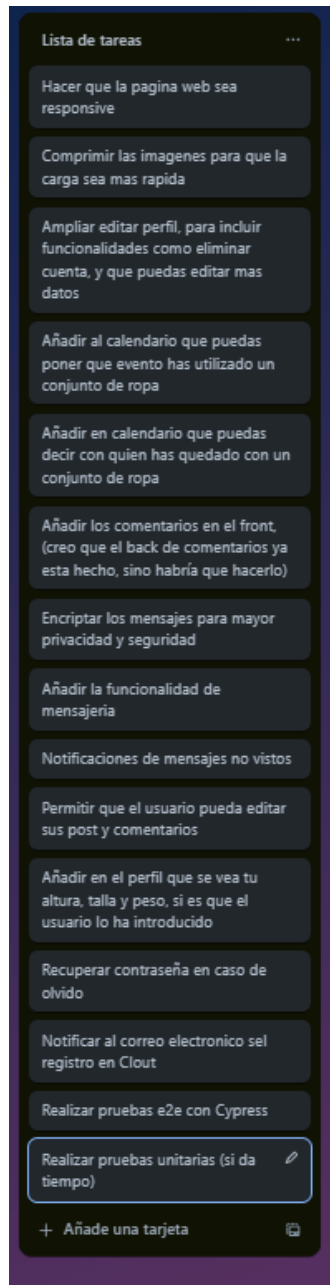 Lista de tareas
Hacer que la pagina web sea
responsive
Comprimir las imagenes para que la
carga sea mas rapida
Ampliar editar perfil, para incluir
funcionalidades como eliminar
cuenta, y que puedas editar mas
datos
Añadir al calendario que puedas
poner que evento has utilizado un
conjunto de ropa
Añadir en calendario que puedas
decir con quien has quedado con un
conjunto de ropa
Añadir los comentarios en el front,
(creo que el back de comentarios ya
esta hecho, sino habría que hacerlo)
Encriptar los mensajes para mayor
privacidad y seguridad
Añadir la funcionalidad de
mensajeria
Notificaciones de mensajes no vistos
Permitir que el usuario pueda editar
sus post y comentarios
Añadir en el perfil que se vea tu
altura, talla y peso, si es que el
usuario lo ha introducido
Recuperar contraseña en caso de
olvido
Notificar al correo electronico sel
registro en Clout
Realizar pruebas e2e con Cypress
Realizar pruebas unitarias (si da
tiempo)
+ Añade una tarjeta